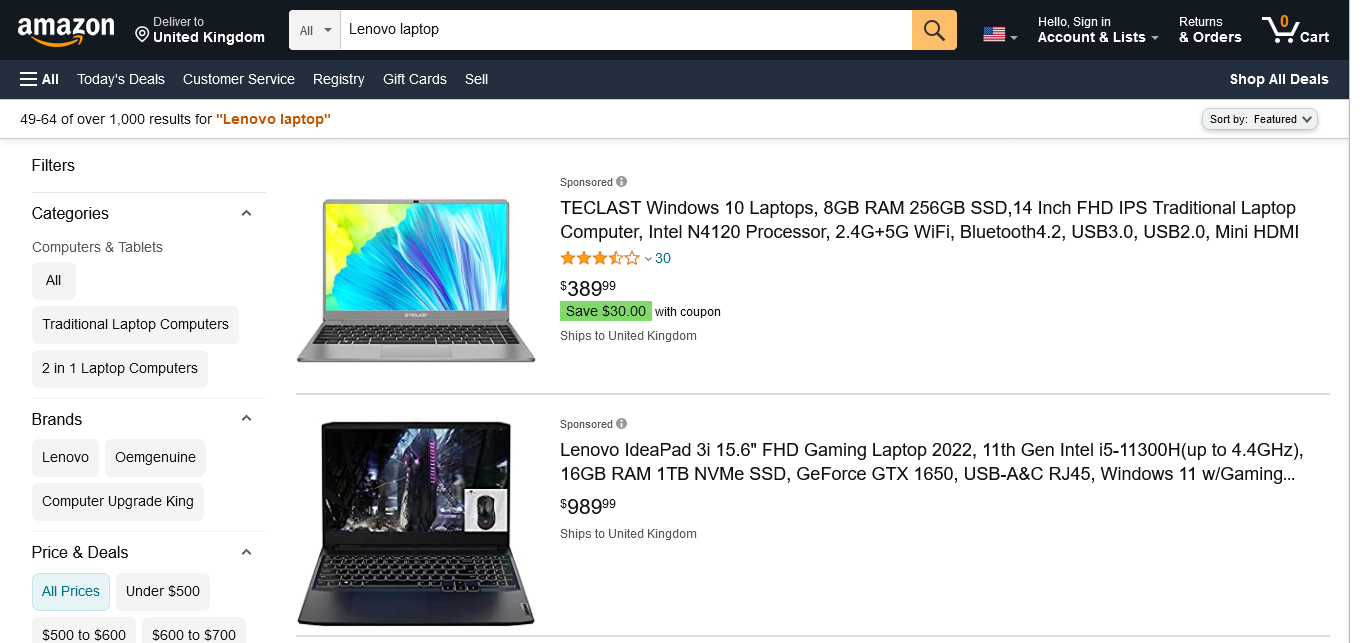 amazon
Deliver to
United Kingdom
All
Lenovo laptop
Hello, Sign in
Account & Lists
Returns
& Orders
0
Cart
All
Today's Deals
Customer Service
Registry
Gift Cards
Sell
Shop All Deals
49-64 of over 1,000 results for "Lenovo laptop"
Sort by: Featured
Filters
Categories
Computers & Tablets
All
Traditional Laptop Computers
2 in 1 Laptop Computers
Brands
Lenovo
Oemgenuine
Computer Upgrade King
Price & Deals
All Prices
Under $500
$500 to $600
$600 to $700
Sponsored
TECLAST Windows 10 Laptops, 8GB RAM 256GB SSD,14 Inch FHD IPS Traditional Laptop
Computer, Intel N4120 Processor, 2.4G+5G WiFi, Bluetooth4.2, USB3.0, USB2.0, Mini HDMI
30
$38999
Save $30.00 with coupon
Ships to United Kingdom
TECLAST
Sponsored
Lenovo IdeaPad 3i 15.6" FHD Gaming Laptop 2022, 11th Gen Intel i5-11300H(up to 4.4GHz),
16GB RAM 1TB NVMe SSD, GeForce GTX 1650, USB-A&C RJ45, Windows 11 w/Gaming...
$98999
Ships to United Kingdom